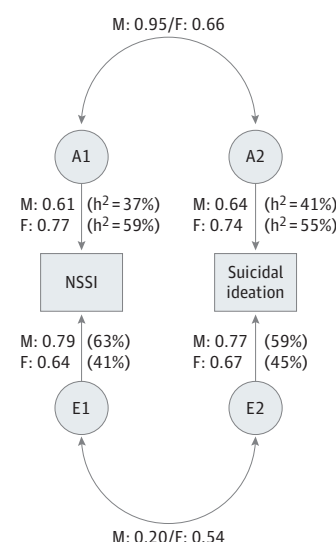 M: 0.95/F: 0.66
A1
A2
M: 0.61 (h²=37%)
F: 0.77 (h²=59%)
M: 0.64 (h²=41%)
F: 0.74 (h²=55%)
NSSI
Suicidal
ideation
M: 0.79 (63%)
F: 0.64 (41%)
M: 0.77 (59%)
F: 0.67 (45%)
E1
E2
M: 0.20/F: 0.54